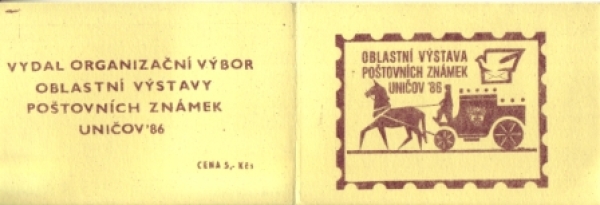 VYDAL ORGANIZAČNÍ VÝBOR
OBLASTNÍ VÝSTAVY
POŠTOVNÍCH ZNÁMEK
UNIČOV'86
CENA 5,- Kčs
OBLASTNÍ VÝSTAVA
POŠTOVNÍCH ZNÁMEK
UNIČOV '86